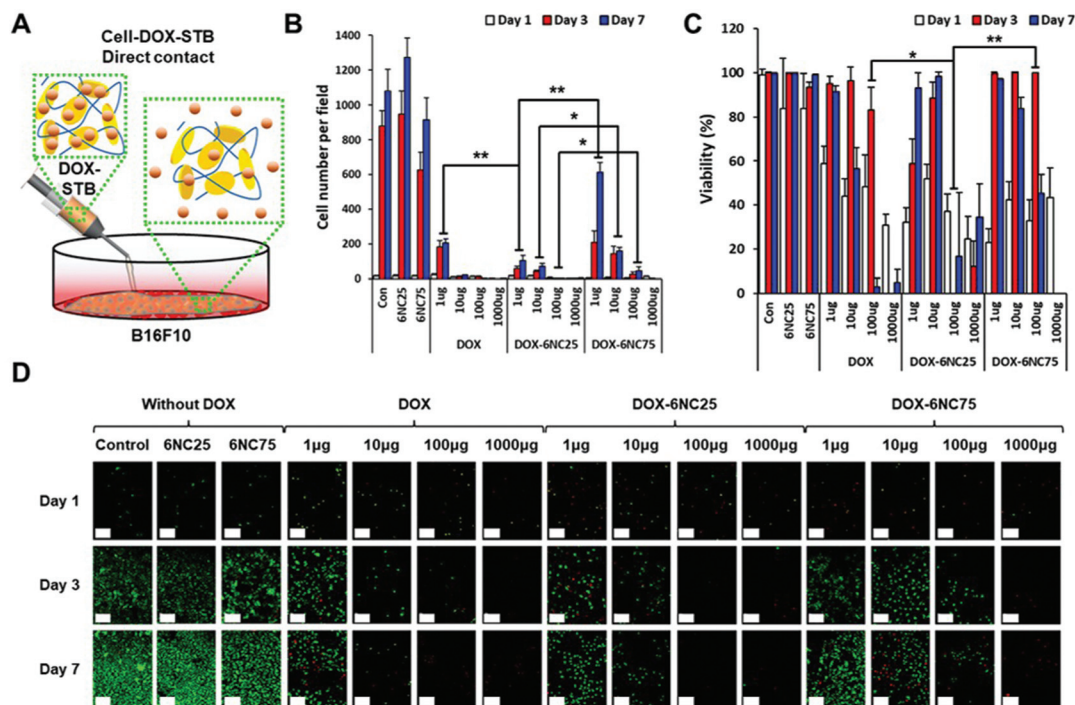 A
Cell-DOX-STB
Direct contact
DOX-
STB
B16F10
B
Day 1 Day 3 Day 7
Cell number per field
1400
1200
1000
800
600
400
200
0
** ** * *
Con 6NC25 6NC75 1ug 10ug 100ug 1000ug 1ug 10ug 100ug 1000ug 1ug 10ug 100ug 1000ug
DOX DOX-6NC25 DOX-6NC75
C
Day 1 Day 3 Day 7
Viability (%)
120
100
80
60
40
20
0
* **
Con 6NC25 6NC75 1ug 10ug 100ug 1000ug 1ug 10ug 100ug 1000ug 1ug 10ug 100ug 1000ug
DOX DOX-6NC25 DOX-6NC75
D
Without DOX DOX DOX-6NC25 DOX-6NC75
Control 6NC25 6NC75 1µg 10µg 100µg 1000µg 1µg 10µg 100µg 1000µg 1µg 10µg 100µg 1000µg
Day 1
Day 3
Day 7